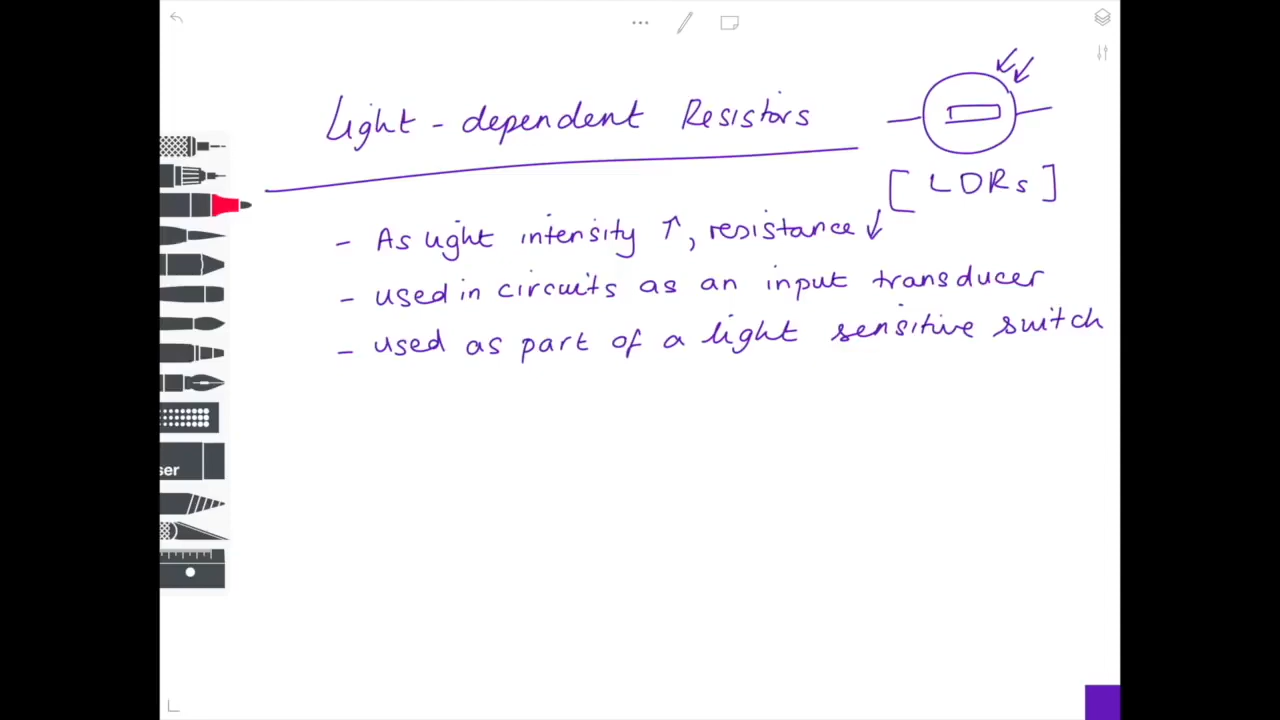 Light - dependent Resistors
[LDRs]
- As light intensity ↑, resistance ↓
- used in circuits as an input transducer
- used as part of a light sensitive switch
ser